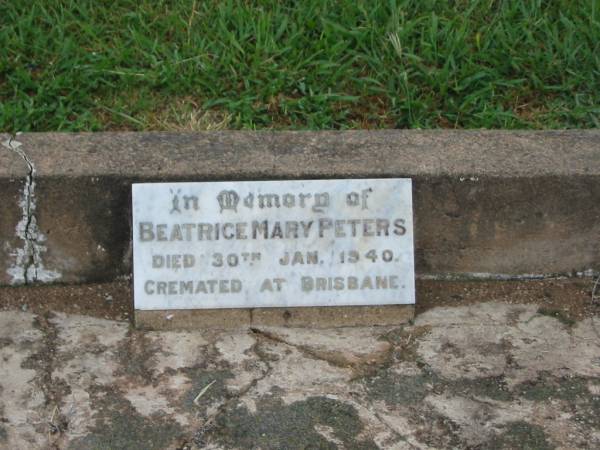 In Memory of
BEATRICE MARY PETERS
DIED 30TH JAN. 1940.
CREMATED AT BRISBANE.